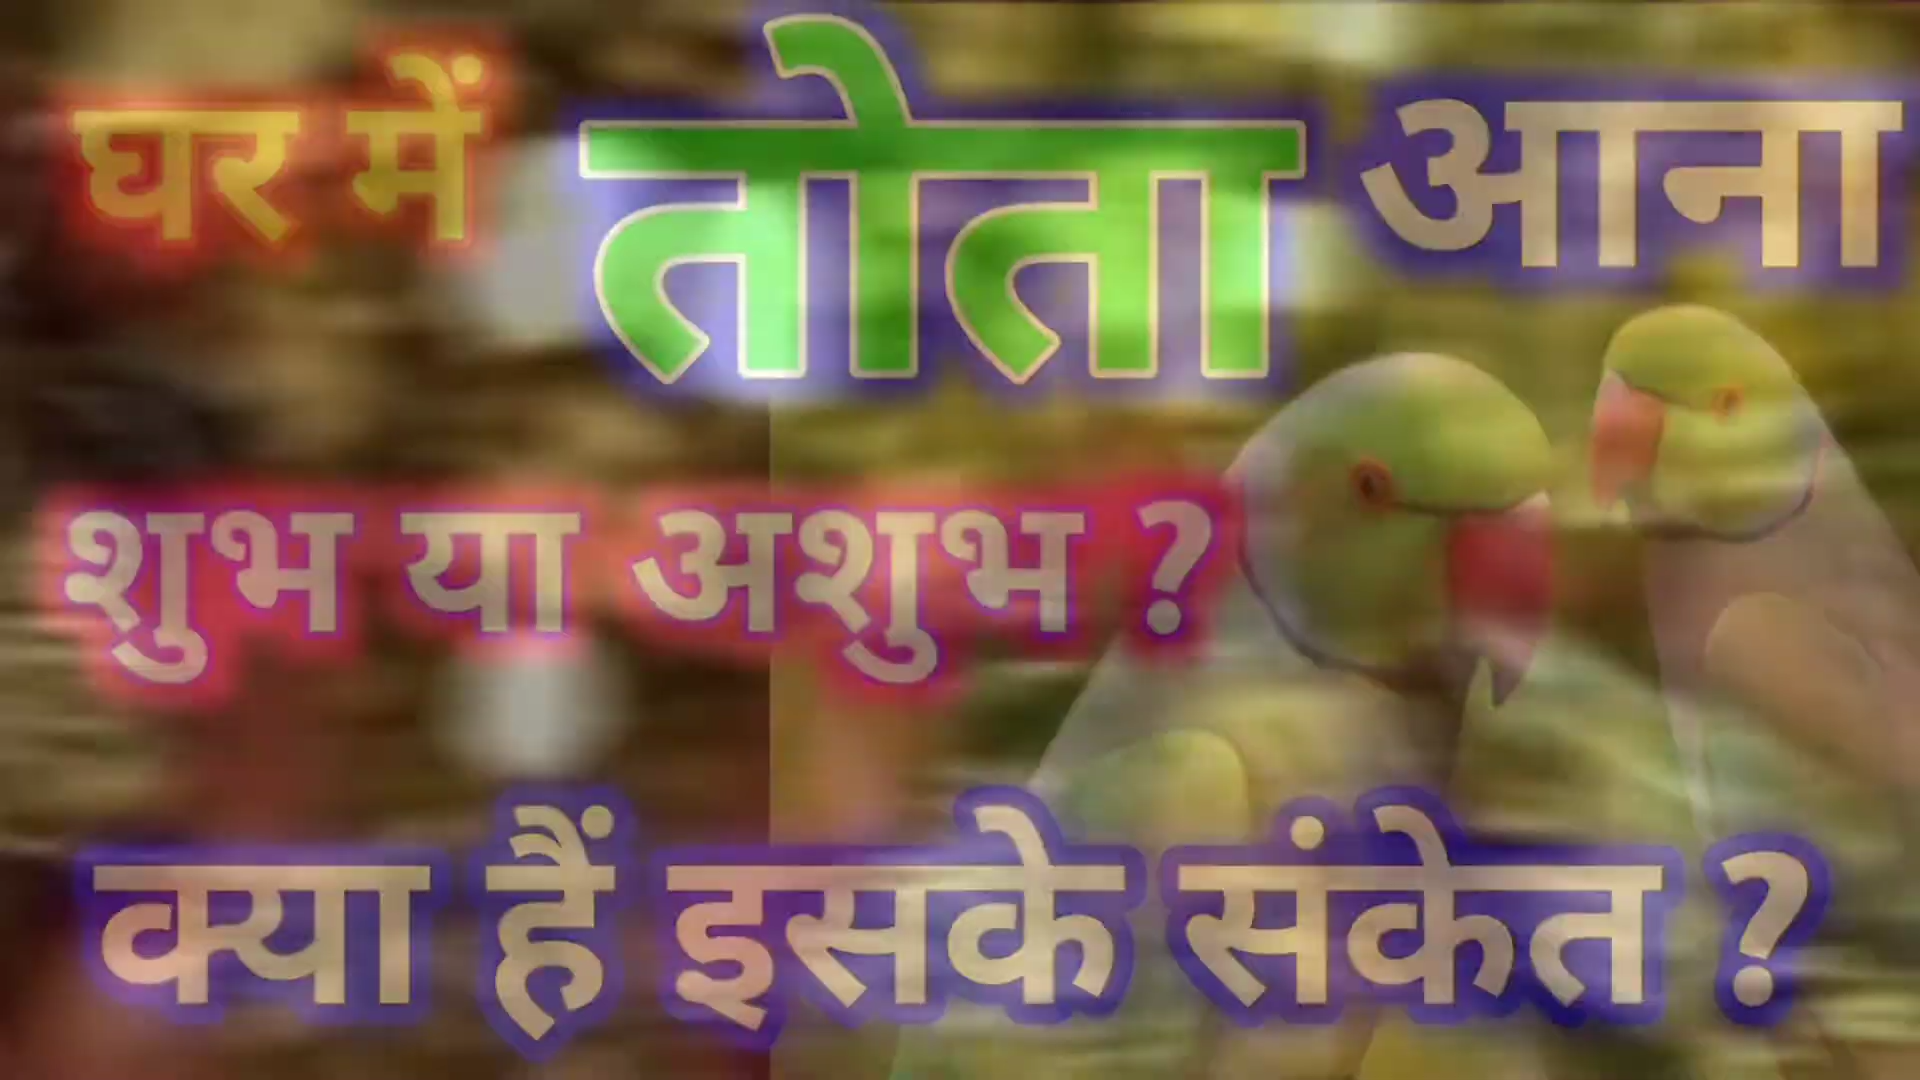 घर में तोता आना
शुभ या अशुभ ?
क्या हैं इसके संकेत ?